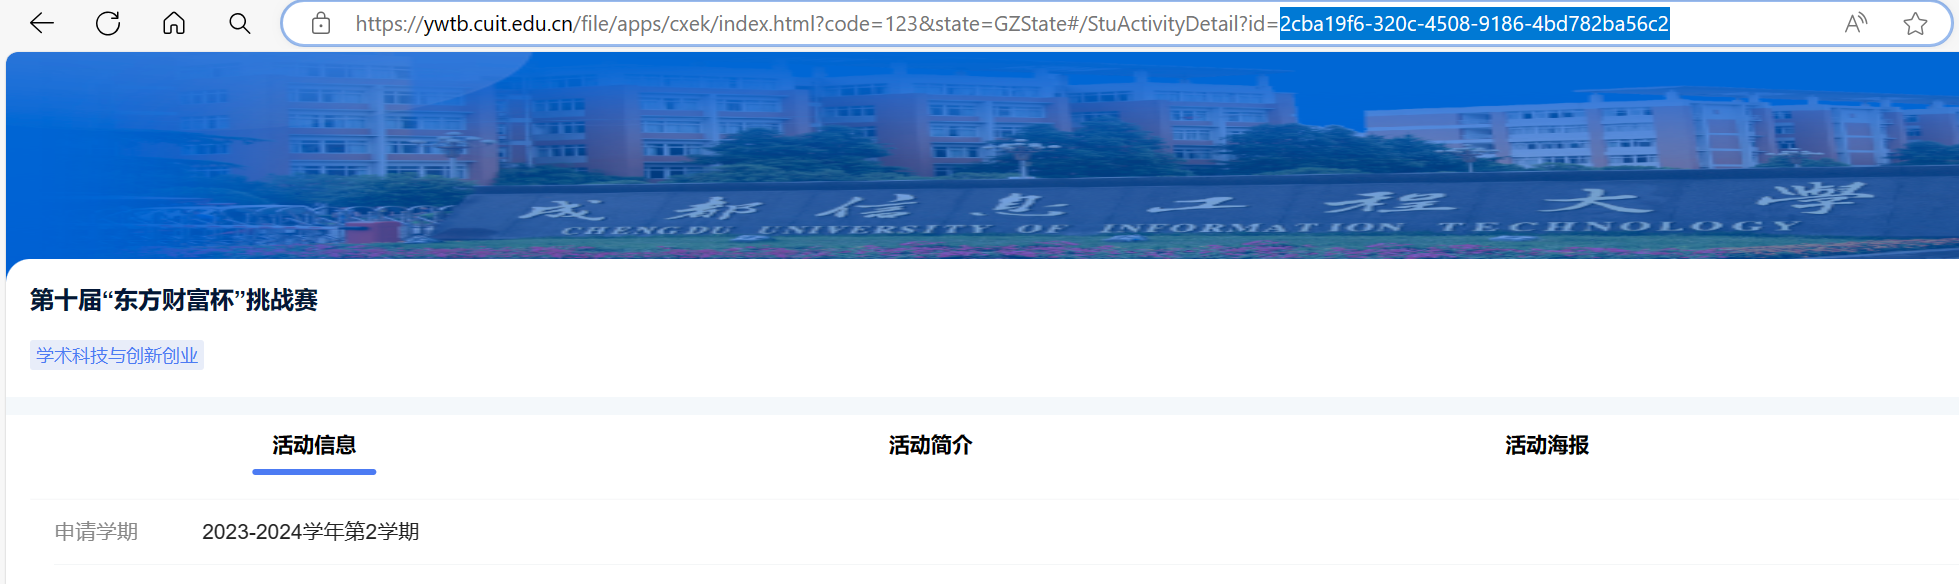 https://ywtb.cuit.edu.cn/file/apps/cxek/index.html?code=123&state=GZState#/StuActivityDetail?id=2cba19f6-320c-4508-9186-4bd782ba56c2
成都信息工程大學
CHENGDU UNIVERSITY OF INFORMATION TECHNOLOGY
第十届“东方财富杯”挑战赛
学术科技与创新创业
活动信息 活动简介 活动海报
申请学期 2023-2024学年第2学期